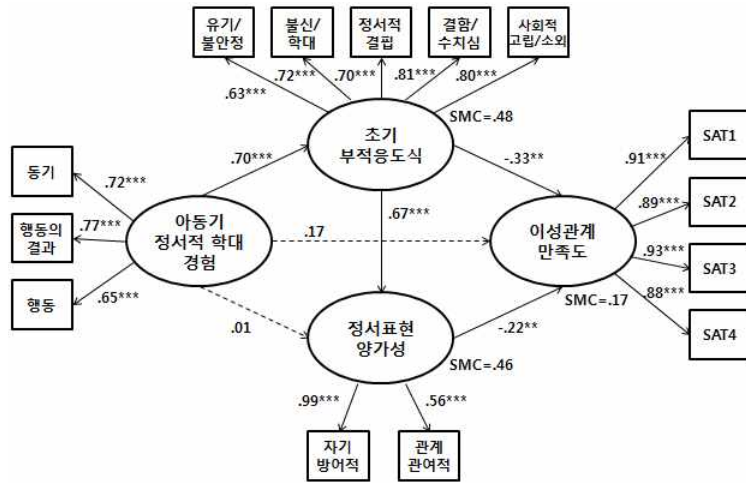 유기/
불안정
불신/
학대
정서적
결핍
결함/
수치심
사회적
고립/소외
.63***
.72***
.70***
.81***
.80***
초기
부적응도식
SMC=.48
.70***
-.33**
동기
.72***
행동의
결과
.77***
행동
.65***
아동기
정서적 학대
경험
.17
.67***
.01
이성관계
만족도
SMC=.17
.91***
SAT1
.89***
SAT2
.93***
SAT3
.88***
SAT4
정서표현
양가성
SMC=.46
-.22**
.99***
.56***
자기
방어적
관계
관여적